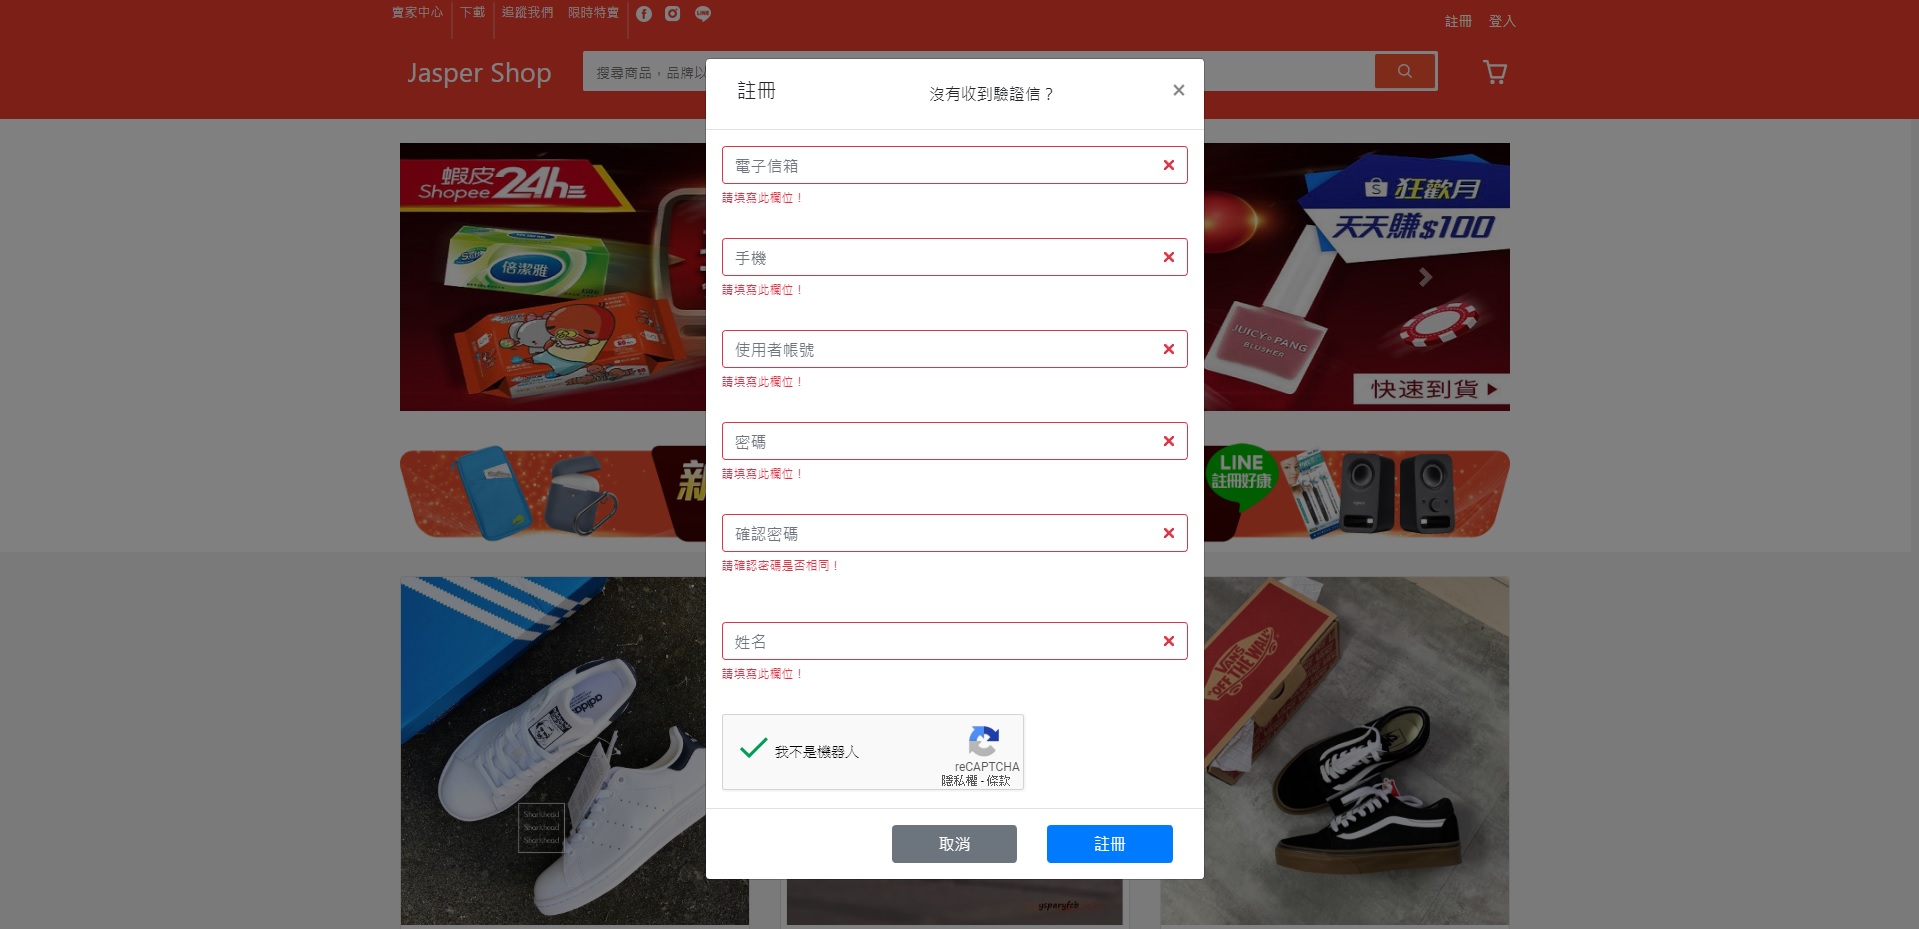 賣家中心
下載
追蹤我們
限時特賣
註冊
登入
Jasper Shop
搜尋商品，品牌以
註冊
沒有收到驗證信？
×
電子信箱
請填寫此欄位！
手機
請填寫此欄位！
使用者帳號
請填寫此欄位！
密碼
請填寫此欄位！
確認密碼
請確認密碼是否相同！
姓名
請填寫此欄位！
我不是機器人
reCAPTCHA
隱私權 - 條款
取消
註冊
蝦皮
Shopee 24h
倍潔雅
狂歡月
天天賺$100
JUICY PANG
BLUSHER
快速到貨
新
LINE
註冊好康
adidas
Sharkhead
Sharkhead
Sharkhead
VANS
"OFF THE WALL"